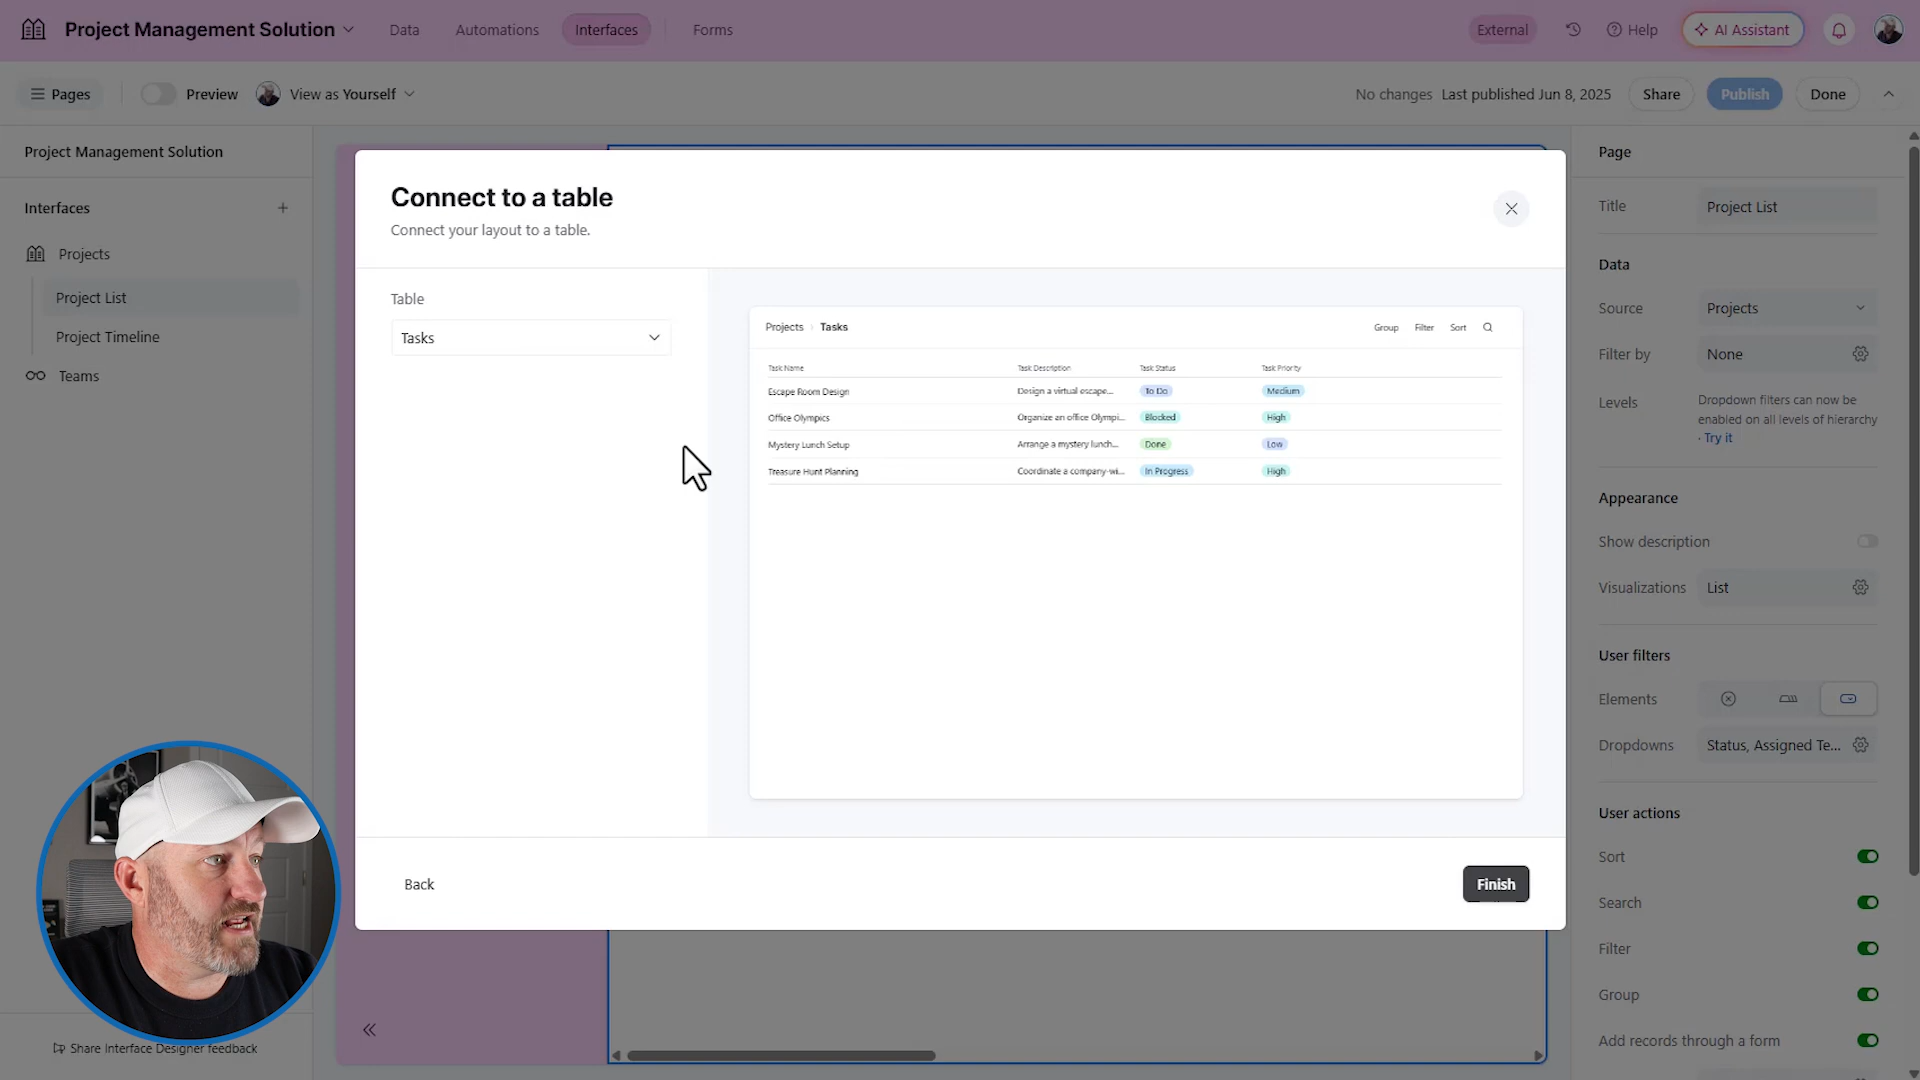 Project Management Solution
Data
Automations
Interfaces
Forms
External
Help
AI Assistant
Pages
Preview
View as Yourself
No changes
Last published Jun 8, 2025
Share
Publish
Done
Project Management Solution
Interfaces
Projects
Project List
Project Timeline
Teams
Share Interface Designer feedback
Connect to a table
Connect your layout to a table.
Table
Tasks
Projects
Tasks
Group
Filter
Sort
Task Name
Task Description
Task Status
Task Priority
Escape Room Design
Design a virtual escape...
To Do
Medium
Office Olympics
Organize an office Olympi...
Blocked
High
Mystery Lunch Setup
Arrange a mystery lunch...
Done
Low
Treasure Hunt Planning
Coordinate a company-wi...
In Progress
High
Back
Finish
Page
Title
Project List
Data
Source
Projects
Filter by
None
Levels
Dropdown filters can now be
enabled on all levels of hierarchy
· Try it
Appearance
Show description
Visualizations
List
User filters
Elements
Dropdowns
Status, Assigned Te...
User actions
Sort
Search
Filter
Group
Add records through a form